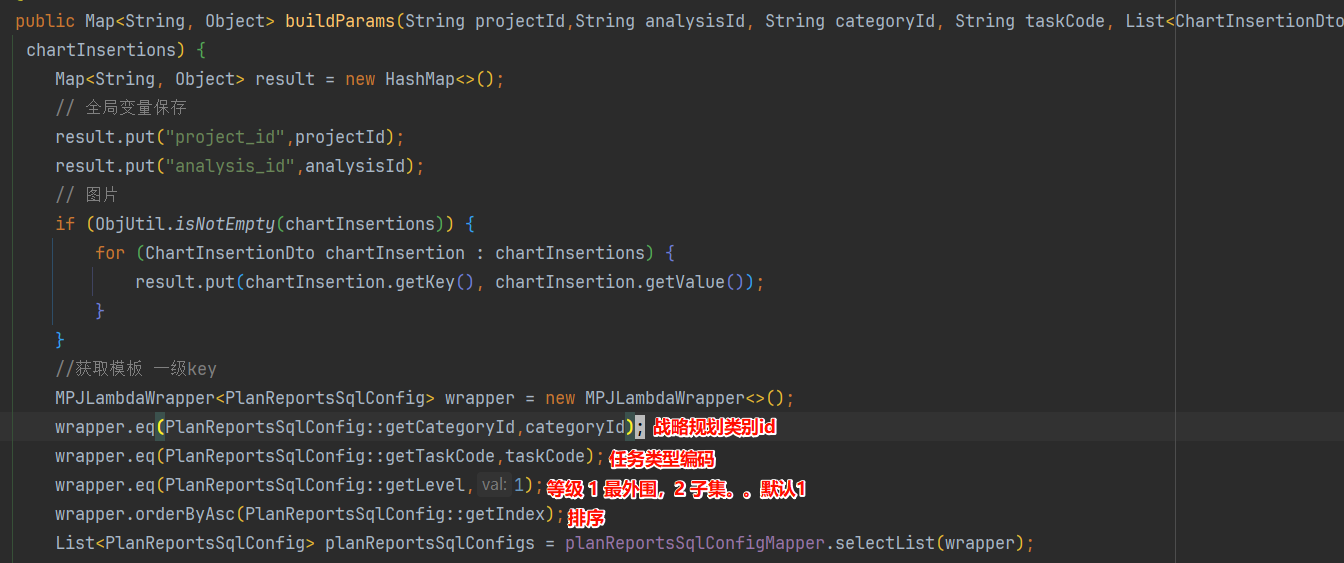 public Map<String, Object> buildParams(String projectId,String analysisId, String categoryId, String taskCode, List<ChartInsertionDto
chartInsertions) {
Map<String, Object> result = new HashMap<>();
// 全局变量保存
result.put("project_id",projectId);
result.put("analysis_id",analysisId);
// 图片
if (ObjUtil.isNotEmpty(chartInsertions)) {
for (ChartInsertionDto chartInsertion : chartInsertions) {
result.put(chartInsertion.getKey(), chartInsertion.getValue());
}
}
//获取模板 一级key
MPJLambdaWrapper<PlanReportsSqlConfig> wrapper = new MPJLambdaWrapper<>();
wrapper.eq(PlanReportsSqlConfig::getCategoryId,categoryId); 战略规划类别id
wrapper.eq(PlanReportsSqlConfig::getTaskCode,taskCode); 任务类型编码
wrapper.eq(PlanReportsSqlConfig::getLevel, val: 1); 等级 1 最外围，2 子集。。默认1
wrapper.orderByAsc(PlanReportsSqlConfig::getIndex); 排序
List<PlanReportsSqlConfig> planReportsSqlConfigs = planReportsSqlConfigMapper.selectList(wrapper);